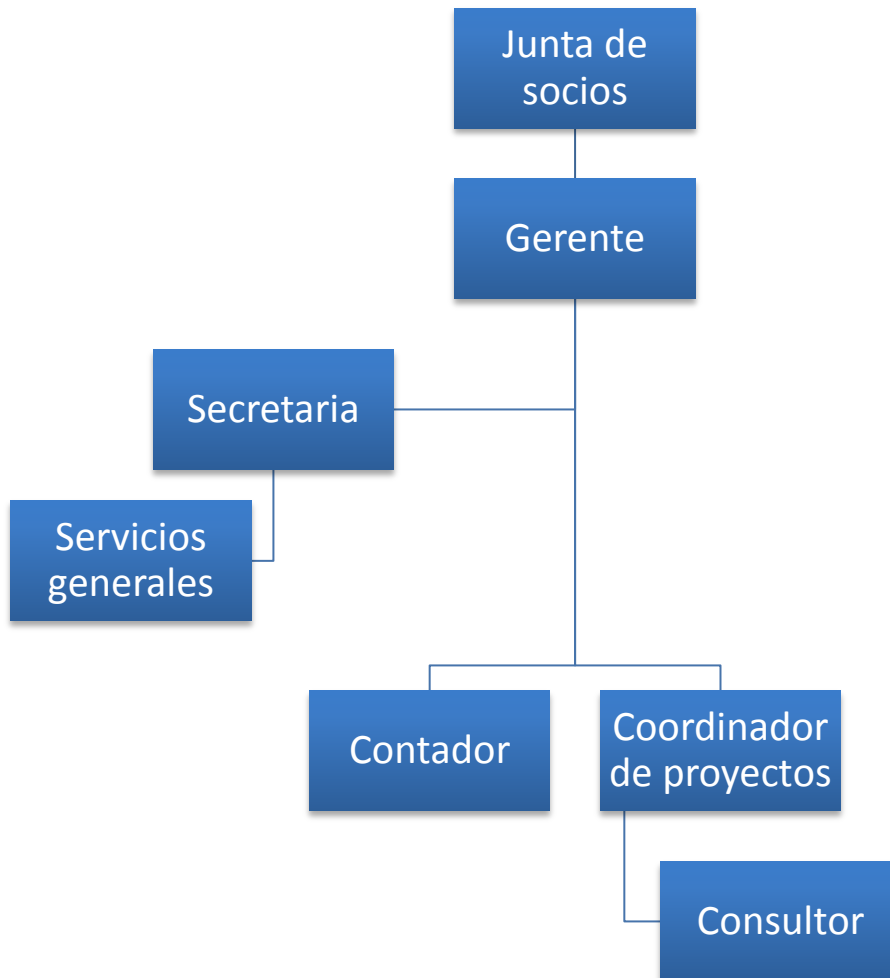 Junta de
socios
Gerente
Secretaria
Servicios
generales
Contador
Coordinador
de proyectos
Consultor